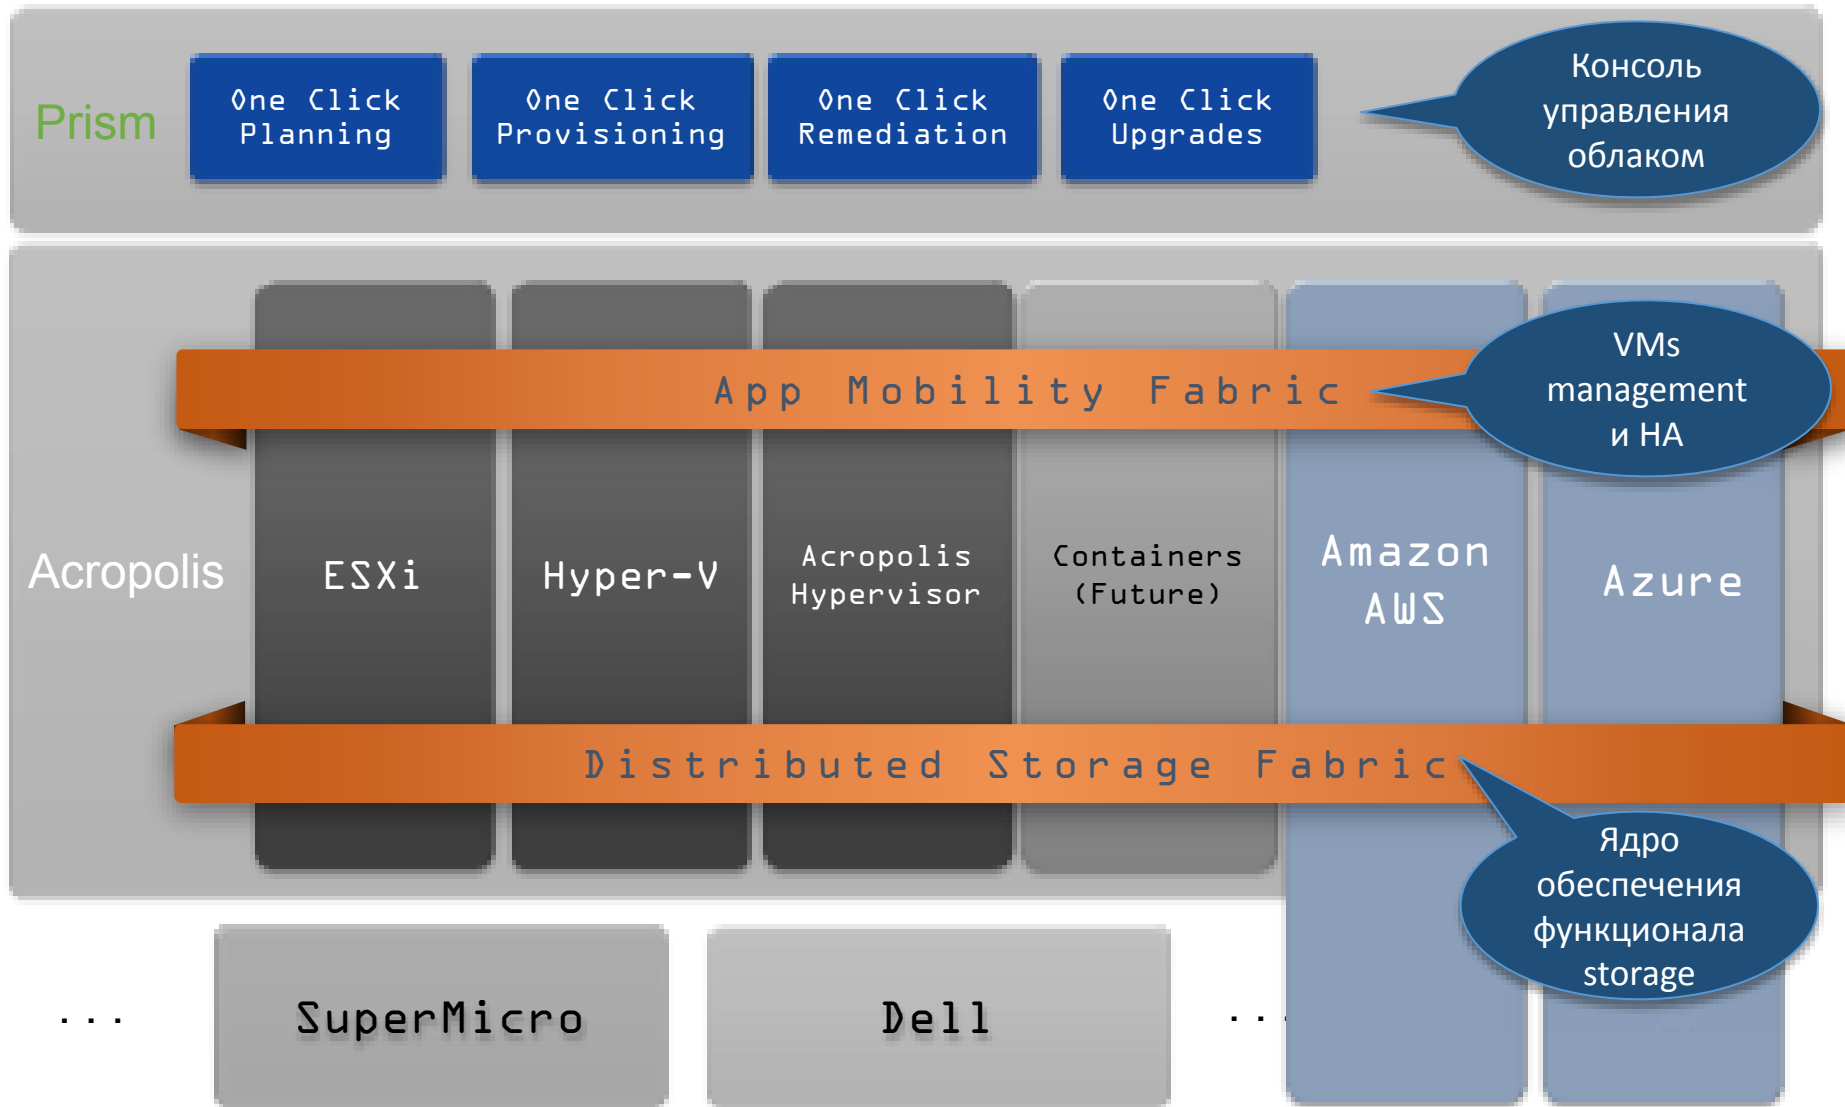 Prism
One Click
Planning
One Click
Provisioning
One Click
Remediation
One Click
Upgrades
Консоль
управления
облаком
App Mobility Fabric
VMs
management
и HA
Acropolis
ESXi
Hyper-V
Acropolis
Hypervisor
Containers
(Future)
Amazon
AWS
Azure
Distributed Storage Fabric
Ядро
обеспечения
функционала
storage
...
SuperMicro
Dell
...